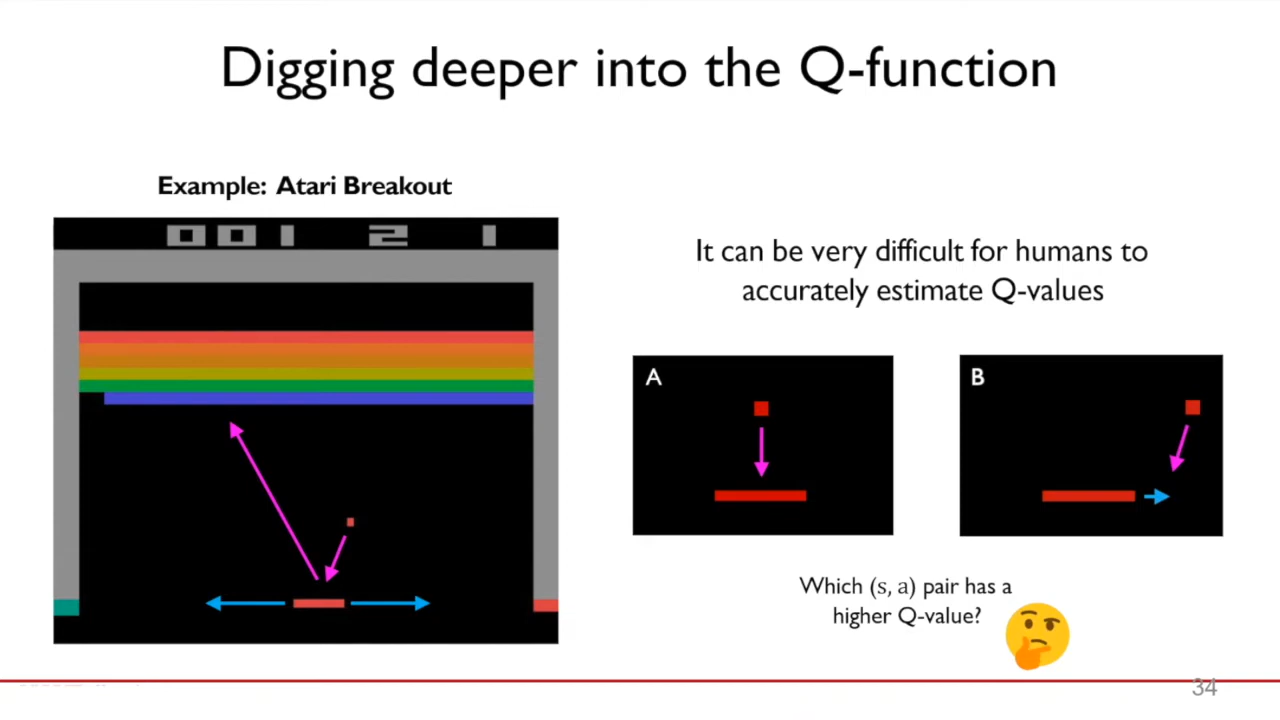 Digging deeper into the Q-function
Example: Atari Breakout
001 2 1
It can be very difficult for humans to
accurately estimate Q-values
A
B
Which (s, a) pair has a
higher Q-value?
34